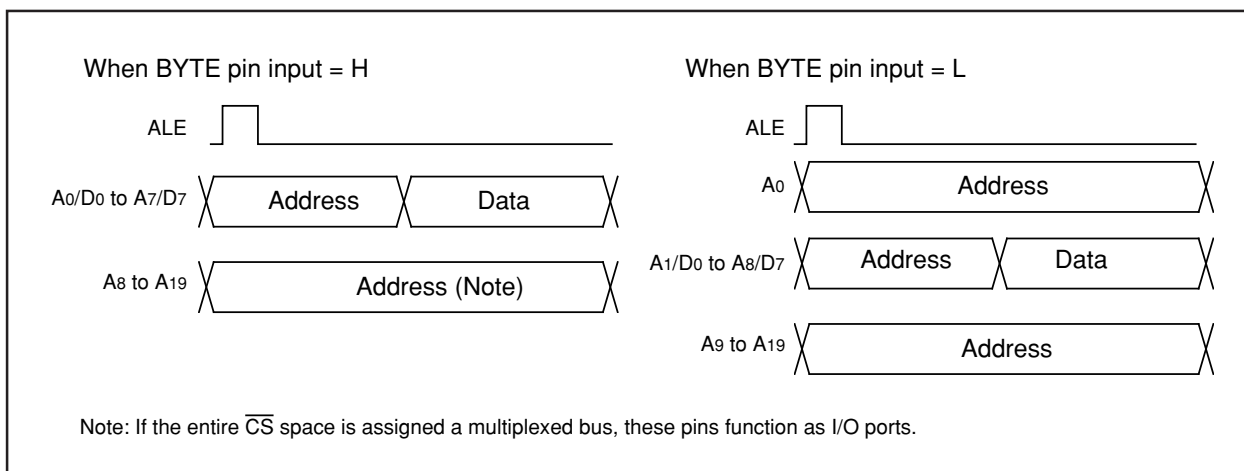 When BYTE pin input = H
ALE
A0/D0 to A7/D7
Address
Data
A8 to A19
Address (Note)
When BYTE pin input = L
ALE
A0
Address
A1/D0 to A8/D7
Address
Data
A9 to A19
Address
Note: If the entire C̅S̅ space is assigned a multiplexed bus, these pins function as I/O ports.